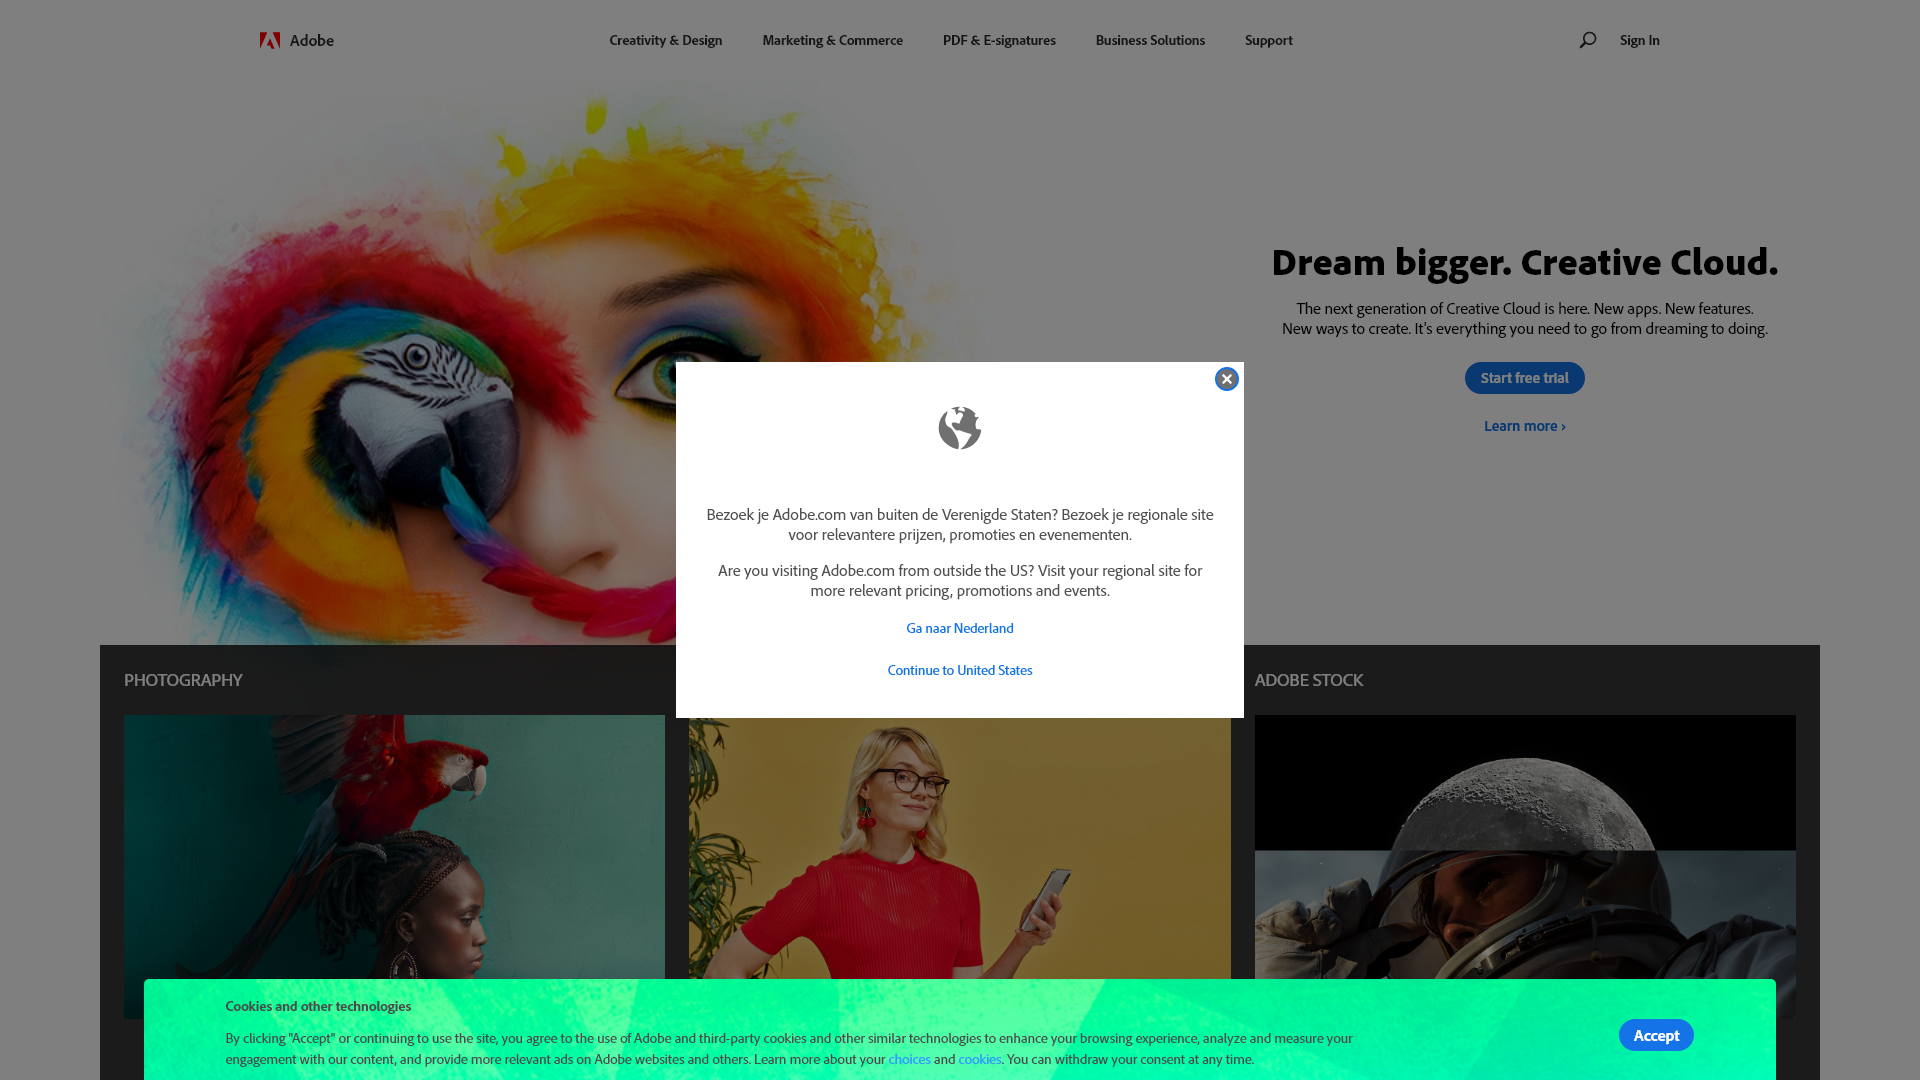 Adobe
Creativity & Design
Marketing & Commerce
PDF & E-signatures
Business Solutions
Support
Sign In
Dream bigger. Creative Cloud.
The next generation of Creative Cloud is here. New apps. New features.
New ways to create. It's everything you need to go from dreaming to doing.
Start free trial
Learn more ›
Bezoek je Adobe.com van buiten de Verenigde Staten? Bezoek je regionale site
voor relevantere prijzen, promoties en evenementen.
Are you visiting Adobe.com from outside the US? Visit your regional site for
more relevant pricing, promotions and events.
Ga naar Nederland
Continue to United States
PHOTOGRAPHY
ADOBE STOCK
Cookies and other technologies
By clicking "Accept" or continuing to use the site, you agree to the use of Adobe and third-party cookies and other similar technologies to enhance your browsing experience, analyze and measure your
engagement with our content, and provide more relevant ads on Adobe websites and others. Learn more about your choices and cookies. You can withdraw your consent at any time.
Accept